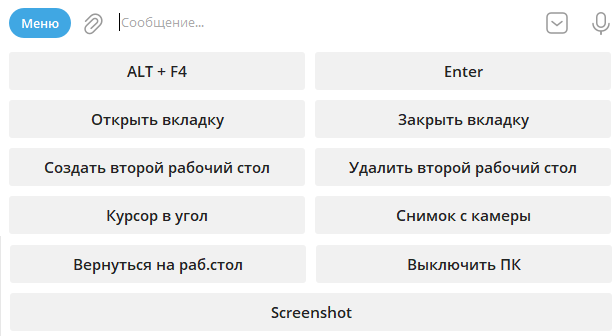 Меню Сообщение...
ALT + F4 Enter
Открыть вкладку Закрыть вкладку
Создать второй рабочий стол Удалить второй рабочий стол
Курсор в угол Снимок с камеры
Вернуться на раб.стол Выключить ПК
Screenshot